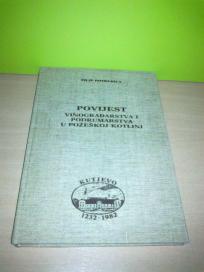 FILIP POTREBICA
POVIJEST
VINOGRADARSTVA I
PODRUMARSTVA
U POŽEŠKOJ KOTLINI
KUTJEVO
1232-1982